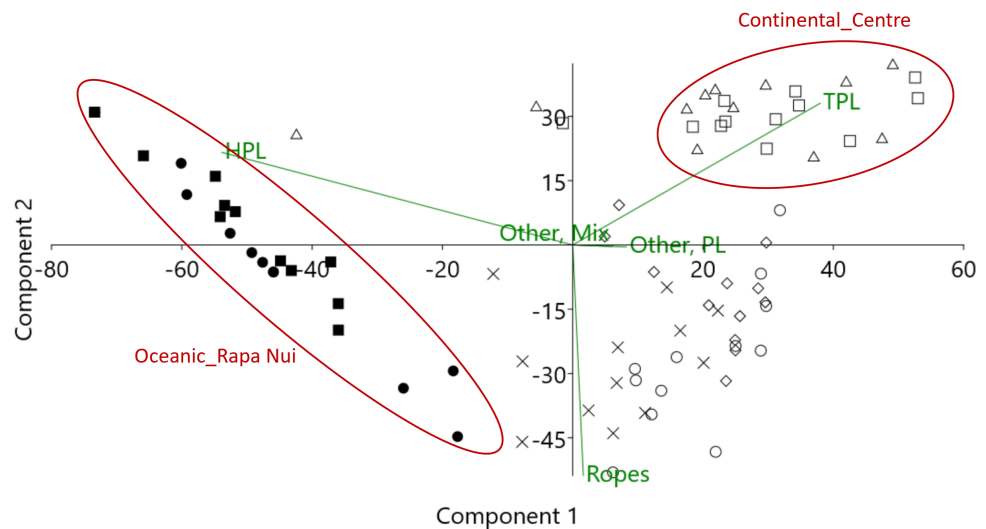 Continental_Centre
TPL
30
HPL
15
Other, Mix
Other, PL
-80
-60
-40
-20
20
40
60
Component 2
-15
Oceanic_Rapa Nui
-30
-45
Ropes
Component 1